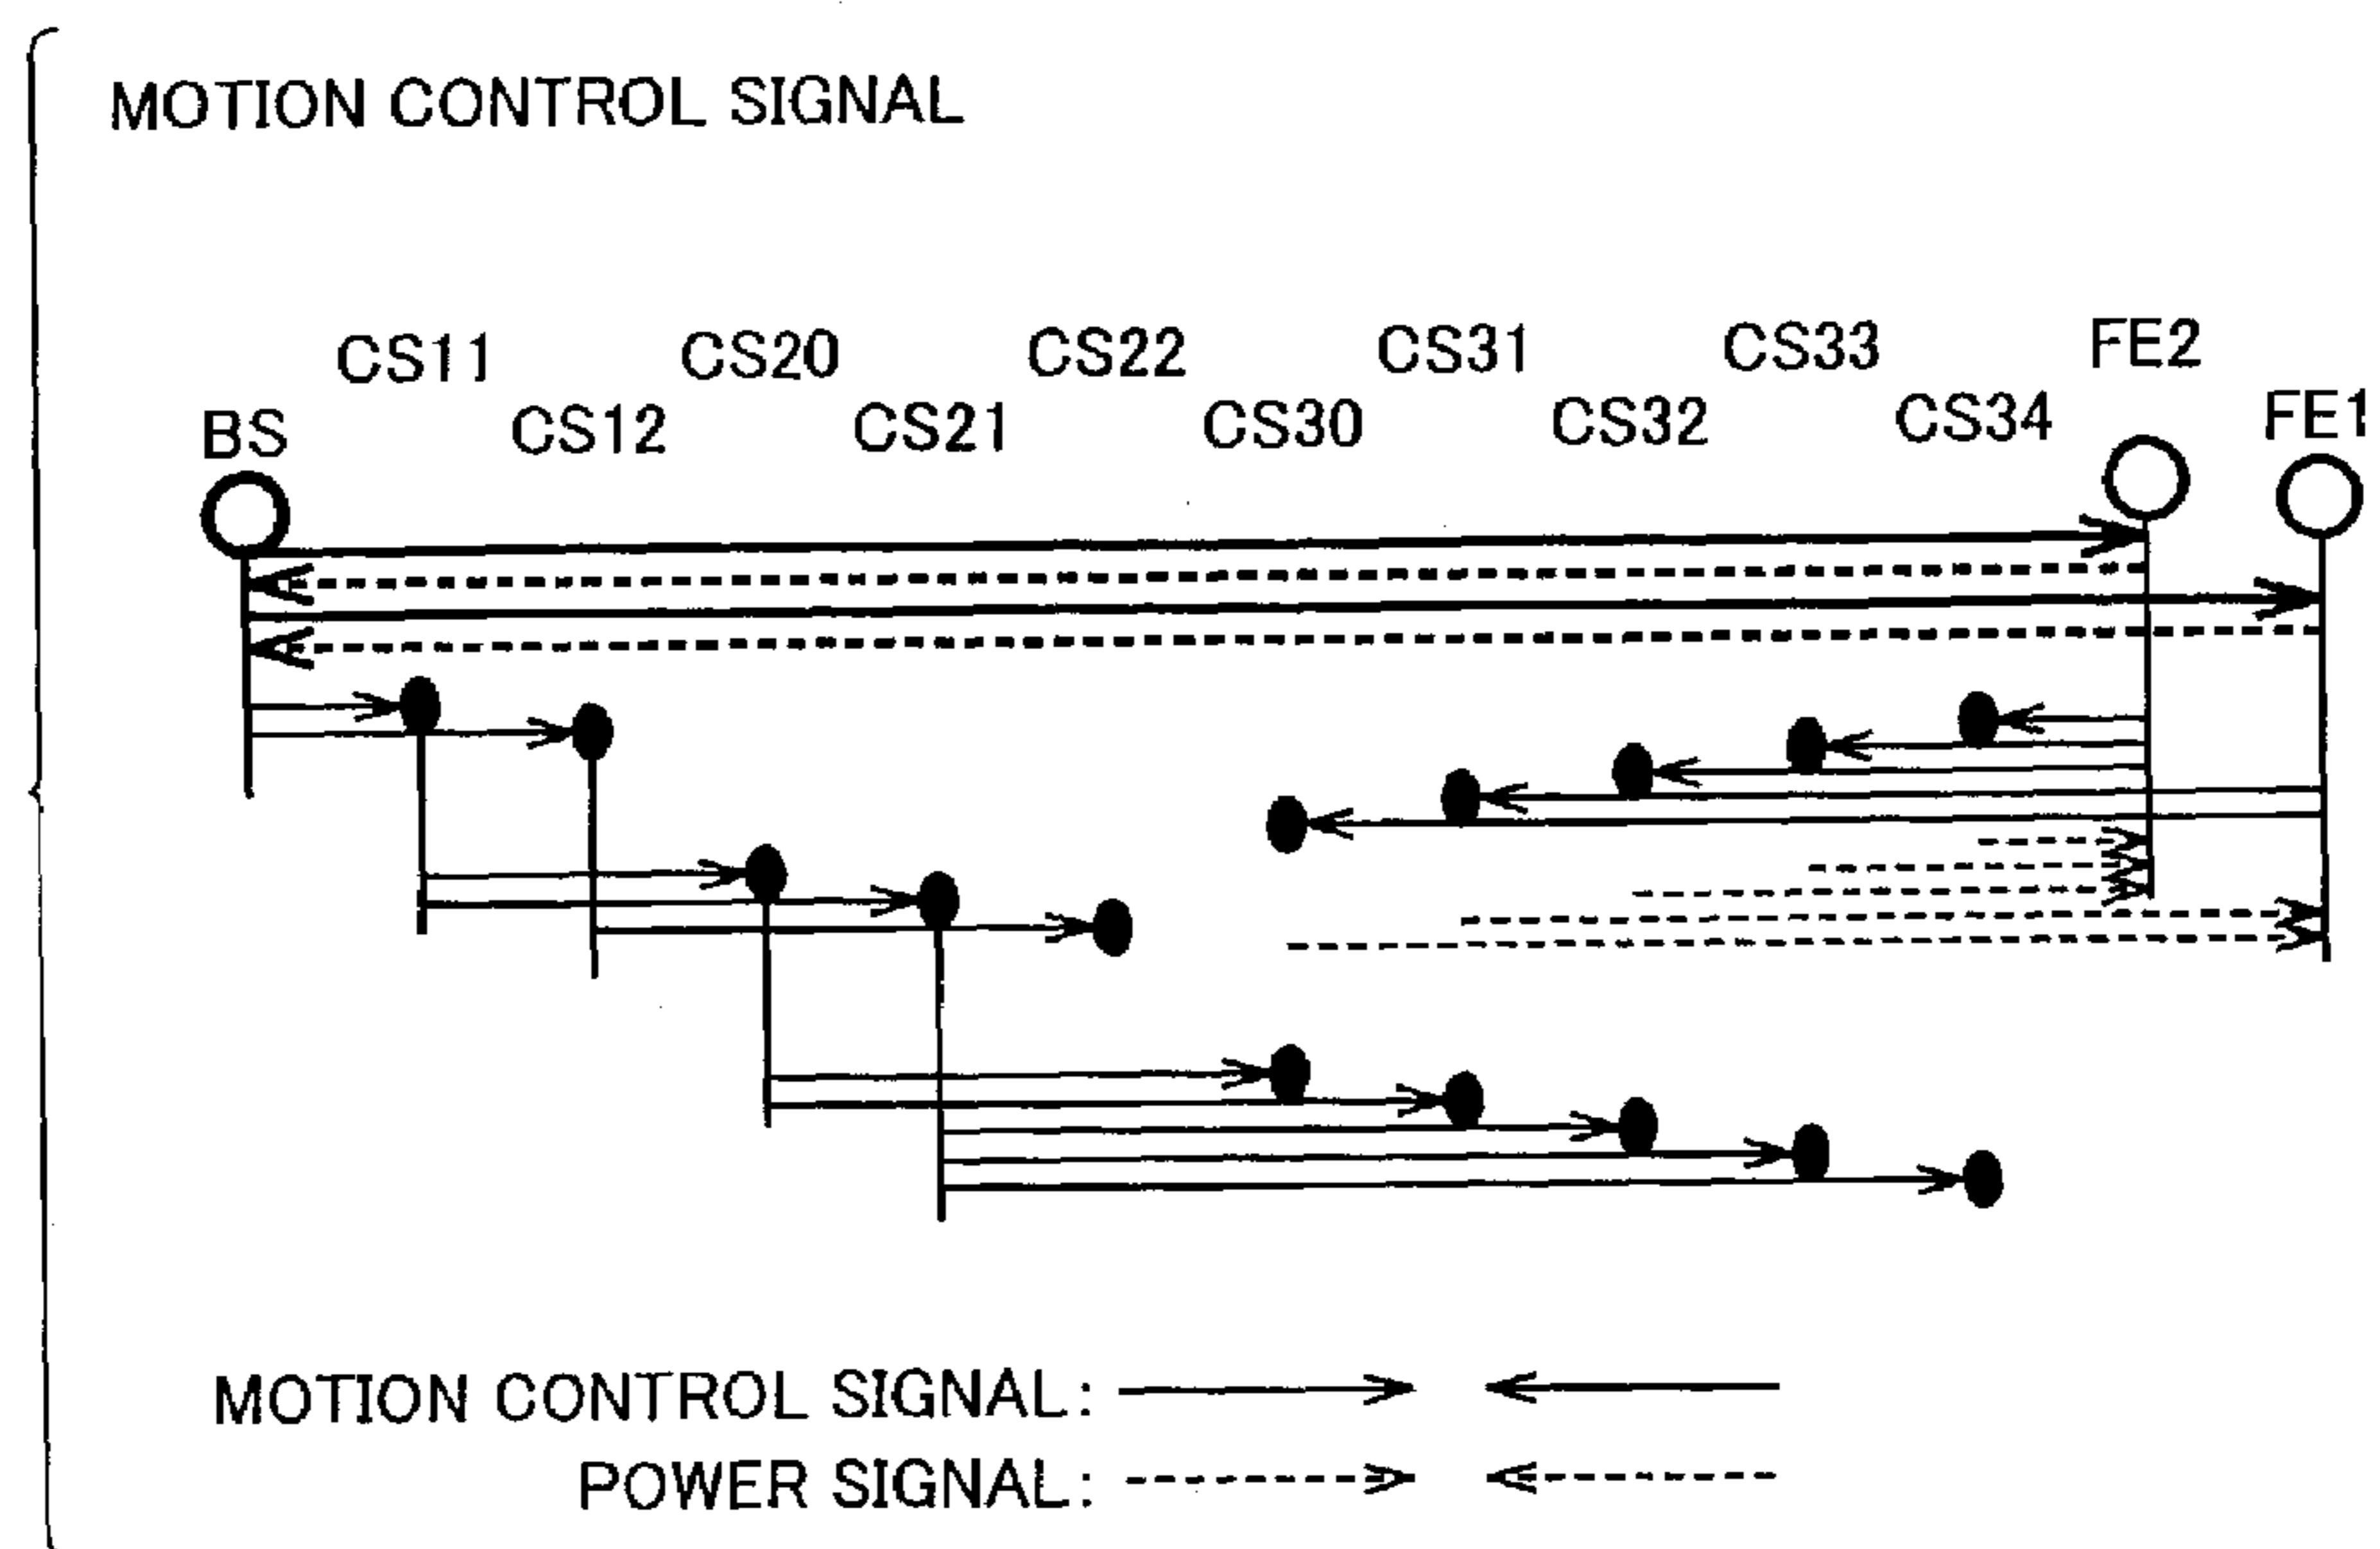 MOTION CONTROL SIGNAL
CS11 CS20 CS22 CS31 CS33 FE2
BS CS12 CS21 CS30 CS32 CS34 FE1
MOTION CONTROL SIGNAL:
POWER SIGNAL: